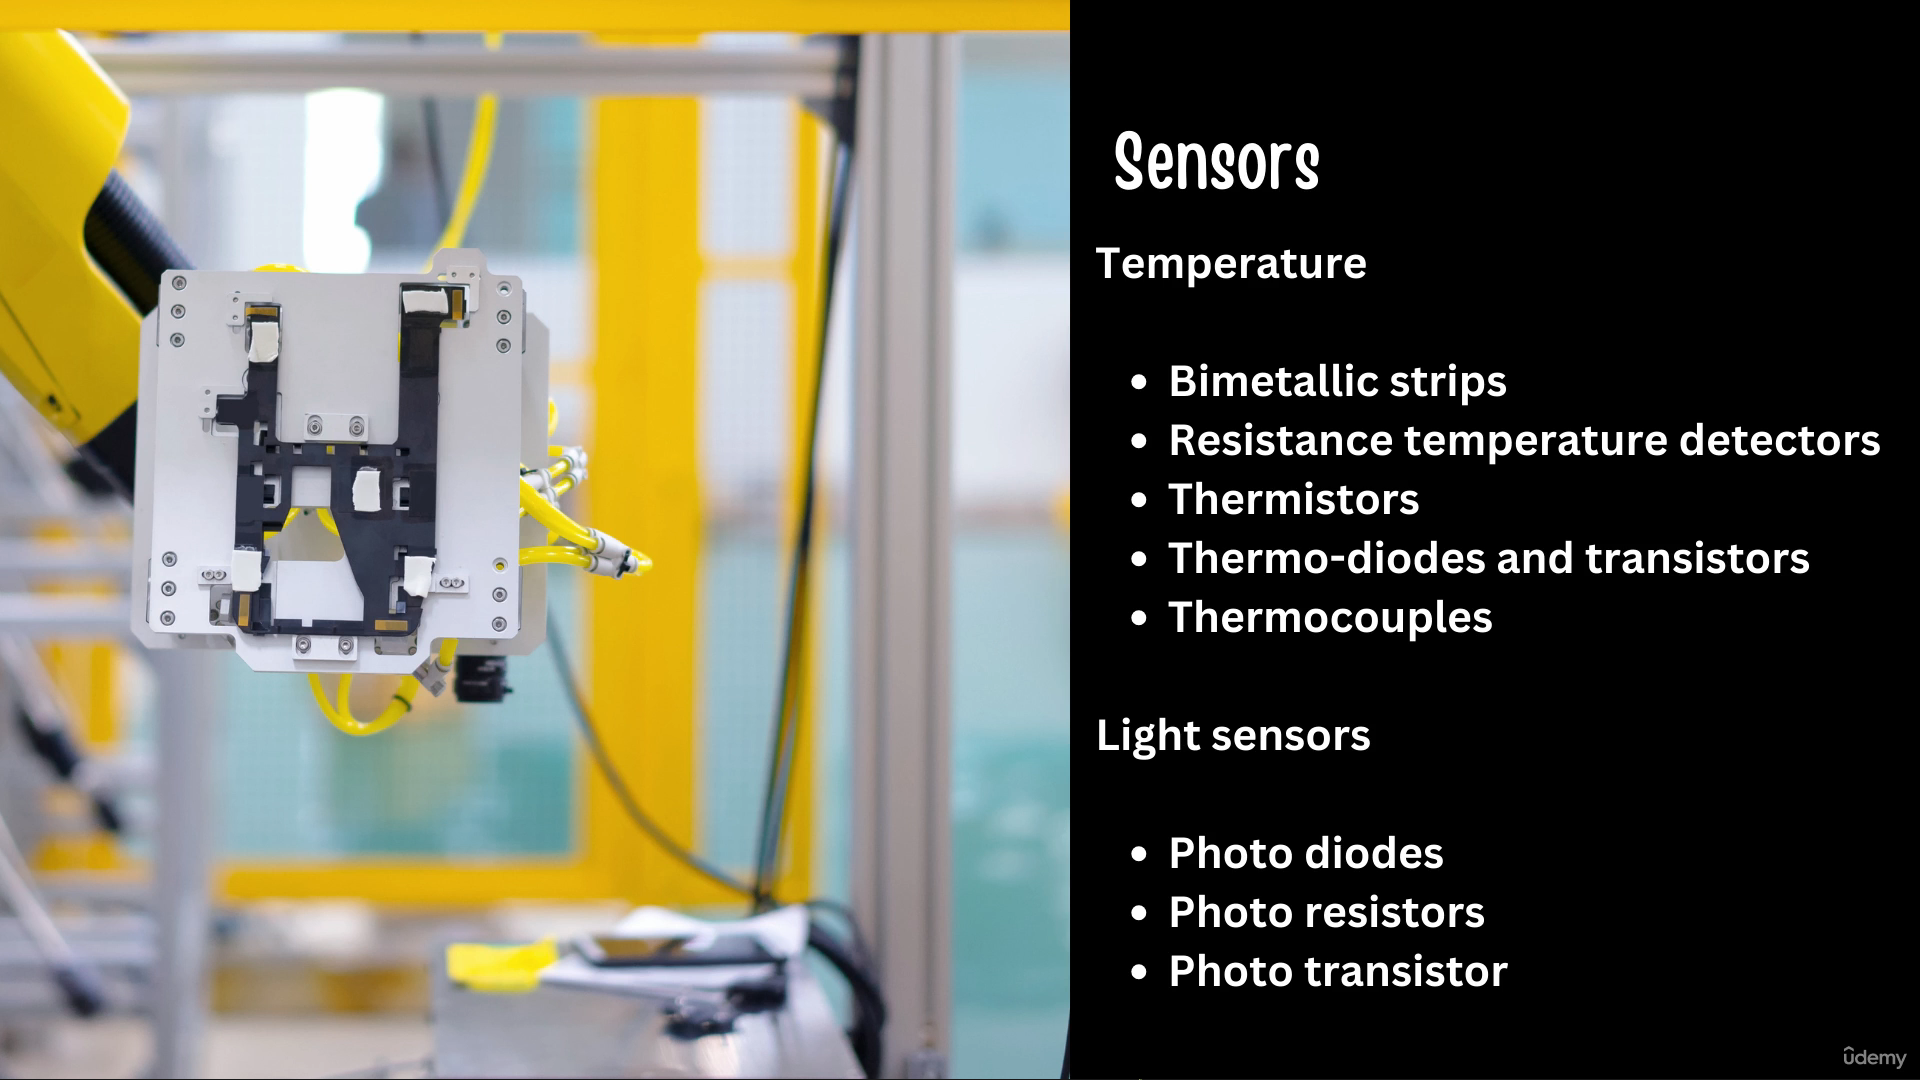 Sensors
Temperature
• Bimetallic strips
• Resistance temperature detectors
• Thermistors
• Thermo-diodes and transistors
• Thermocouples
Light sensors
• Photo diodes
• Photo resistors
• Photo transistor
ûdemy